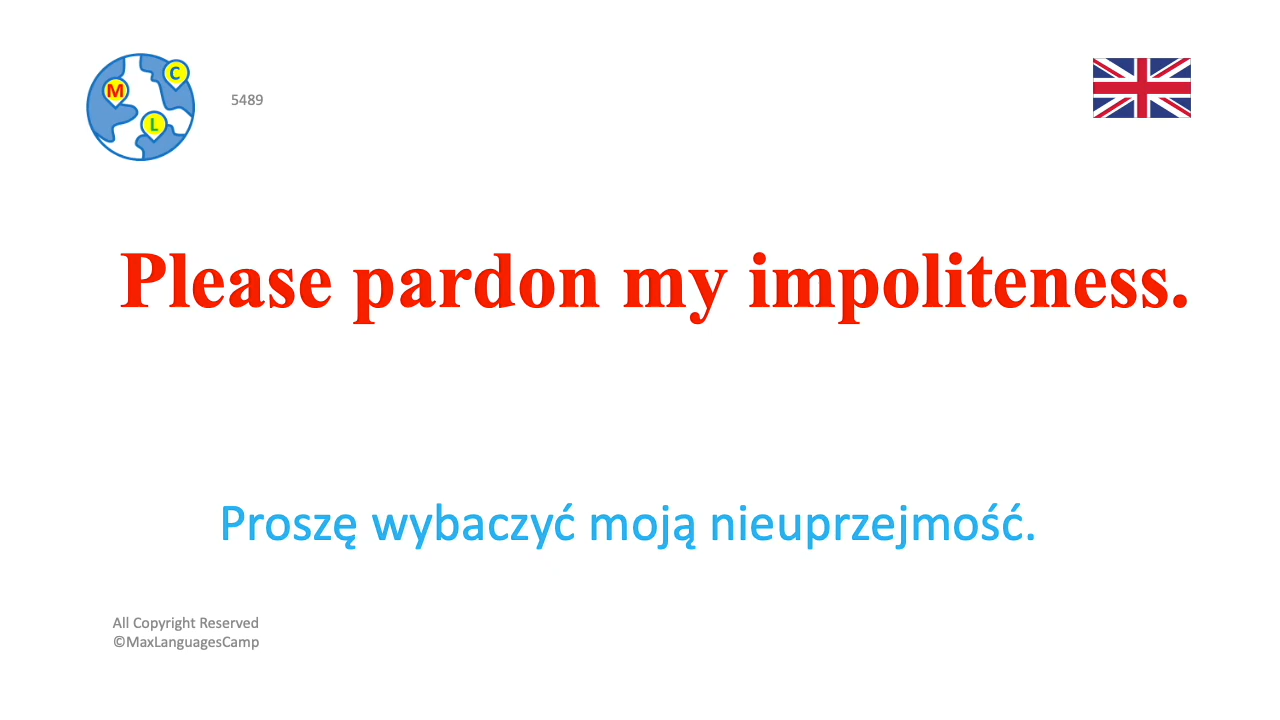 M
C
L
5489
Please pardon my impoliteness.
Proszę wybaczyć moją nieuprzejmość.
All Copyright Reserved
©MaxLanguagesCamp